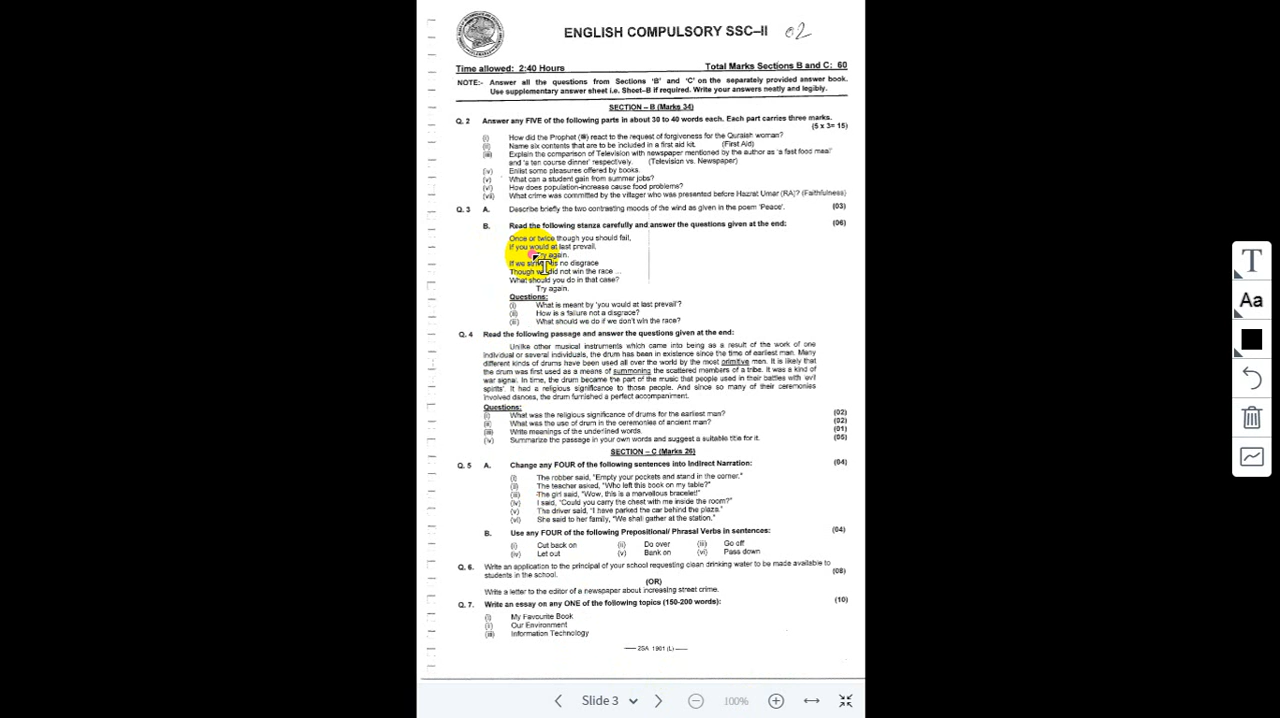 ENGLISH COMPULSORY SSC–II 02
Time allowed: 2:40 Hours Total Marks Sections B and C: 60
NOTE:- Answer all the questions from Sections 'B' and 'C' on the separately provided answer book.
Use supplementary answer sheet i.e. Sheet–B if required. Write your answers neatly and legibly.
SECTION – B (Marks 34)
Q. 2 Answer any FIVE of the following parts in about 30 to 40 words each. Each part carries three marks.
(5 x 3= 15)
(i) How did the Prophet (ﷺ) react to the request of forgiveness for the Quraish woman?
(ii) Name six contents that are to be included in a first aid kit. (First Aid)
(iii) Explain the comparison of Television with newspaper mentioned by the author as 'a fast food meal'
and 'a ten course dinner' respectively. (Television vs. Newspaper)
(iv) Enlist some pleasures offered by books.
(v) What can a student gain from summer jobs?
(vi) How does population-increase cause food problems?
(vii) What crime was committed by the villager who was presented before Hazrat Umar (RA)? (Faithfulness)
Q. 3 A. Describe briefly the two contrasting moods of the wind as given in the poem 'Peace'. (03)
B. Read the following stanza carefully and answer the questions given at the end: (06)
Once or twice though you should fail,
If you would at last prevail,
Try again.
If we is no disgrace
Though did not win the race ...
What should you do in that case?
Try again.
Questions:
(i) What is meant by 'you would at last prevail'?
(ii) How is a failure not a disgrace?
(iii) What should we do if we don't win the race?
Q. 4 Read the following passage and answer the questions given at the end:
Unlike other musical instruments which came into being as a result of the work of one
individual or several individuals, the drum has been in existence since the time of earliest man. Many
different kinds of drums have been used all over the world by the most primitive men. It is likely that
the drum was first used as a means of summoning the scattered members of a tribe. It was a kind of
war signal. In time, the drum became the part of the music that people used in their battles with 'evil
spirits'. It had a religious significance to those people. And since so many of their ceremonies
involved dances, the drum furnished a perfect accompaniment.
Questions:
(i) What was the religious significance of drums for the earliest man? (02)
(ii) What was the use of drum in the ceremonies of ancient man? (02)
(iii) Write meanings of the underlined words. (01)
(iv) Summarize the passage in your own words and suggest a suitable title for it. (05)
SECTION – C (Marks 26)
Q. 5 A. Change any FOUR of the following sentences into Indirect Narration: (04)
(i) The robber said, "Empty your pockets and stand in the corner."
(ii) The teacher asked, "Who left this book on my table?"
(iii) The girl said, "Wow, this is a marvellous bracelet!"
(iv) I said, "Could you carry the chest with me inside the room?"
(v) The driver said, "I have parked the car behind the plaza."
(vi) She said to her family, "We shall gather at the station."
B. Use any FOUR of the following Prepositional/ Phrasal Verbs in sentences: (04)
(i) Cut back on (ii) Do over (iii) Go off
(iv) Let out (v) Bank on (vi) Pass down
Q. 6. Write an application to the principal of your school requesting clean drinking water to be made available to
students in the school. (08)
(OR)
Write a letter to the editor of a newspaper about increasing street crime.
Q. 7. Write an essay on any ONE of the following topics (150-200 words): (10)
(i) My Favourite Book
(ii) Our Environment
(iii) Information Technology
— 2SA 1901 (L) —
Slide 3 100%
T
Aa